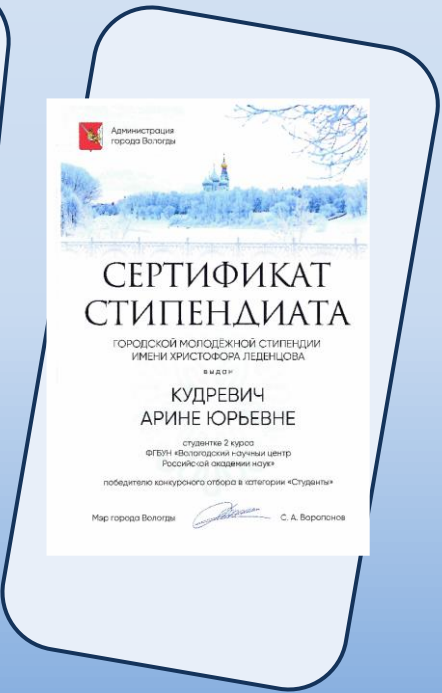 Администрация
города Вологды
СЕРТИФИКАТ
СТИПЕНДИАТА
ГОРОДСКОЙ МОЛОДЁЖНОЙ СТИПЕНДИИ
ИМЕНИ ХРИСТОФОРА ЛЕДЕНЦОВА
выдан
КУДРЕВИЧ
АРИНЕ ЮРЬЕВНЕ
студентке 2 курса
ФГБУН «Вологодский научный центр
Российской академии наук»
победителю конкурсного отбора в категории «Студенты»
Мэр города Вологды С. А. Воропанов